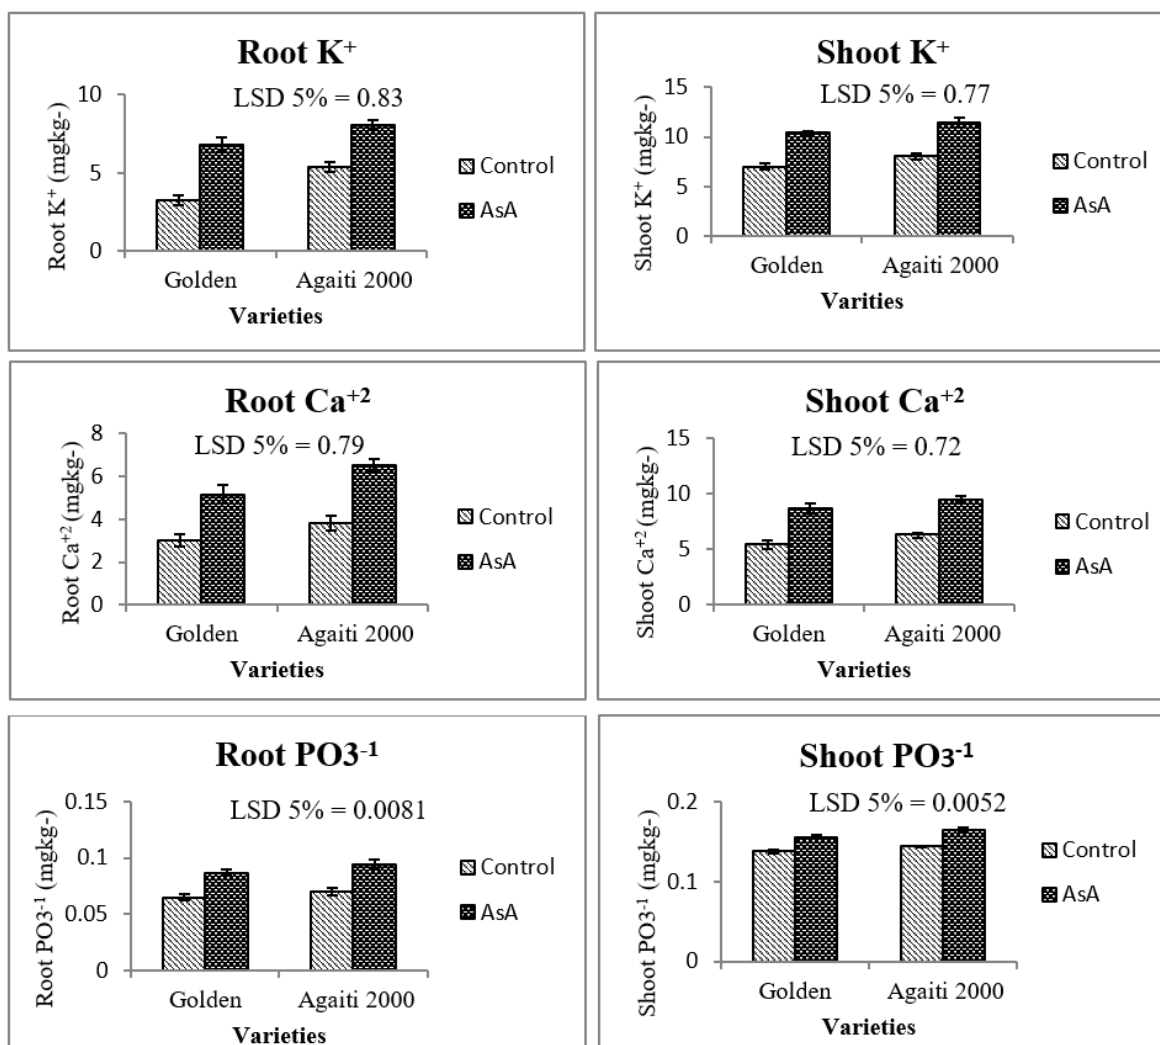 Root K⁺
LSD 5% = 0.83
Root K⁺ (mgkg-)
10
5
0
Golden
Agaiti 2000
Varieties
Control
AsA
Shoot K⁺
LSD 5% = 0.77
Shoot K⁺ (mgkg-)
15
10
5
0
Golden
Agaiti 2000
Varities
Control
AsA
Root Ca⁺²
LSD 5% = 0.79
Root Ca⁺² (mgkg-)
8
6
4
2
0
Golden
Agaiti 2000
Varieties
Control
AsA
Shoot Ca⁺²
LSD 5% = 0.72
Shoot Ca⁺² (mgkg-)
15
10
5
0
Golden
Agaiti 2000
Varieties
Control
AsA
Root PO3⁻¹
LSD 5% = 0.0081
Root PO3⁻¹ (mgkg-)
0.15
0.1
0.05
0
Golden
Agaiti 2000
Varieties
Control
AsA
Shoot PO3⁻¹
LSD 5% = 0.0052
Shoot PO3⁻¹ (mgkg-)
0.2
0.1
0
Golden
Agaiti 2000
Varieties
Control
AsA